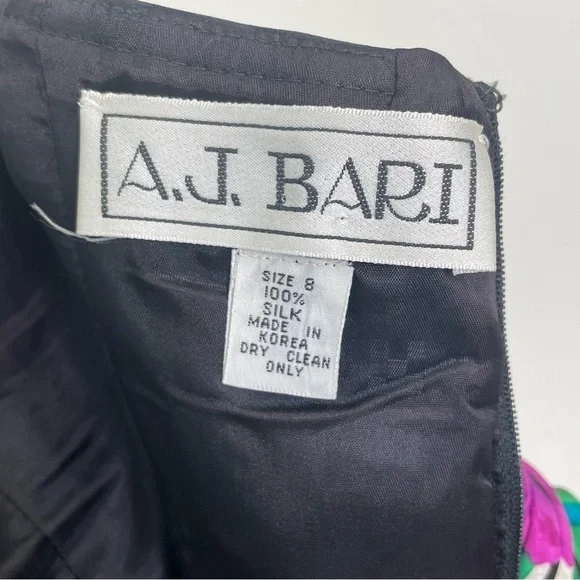 A.J. BARI
SIZE 8
100%
SILK
MADE IN
KOREA
DRY CLEAN
ONLY